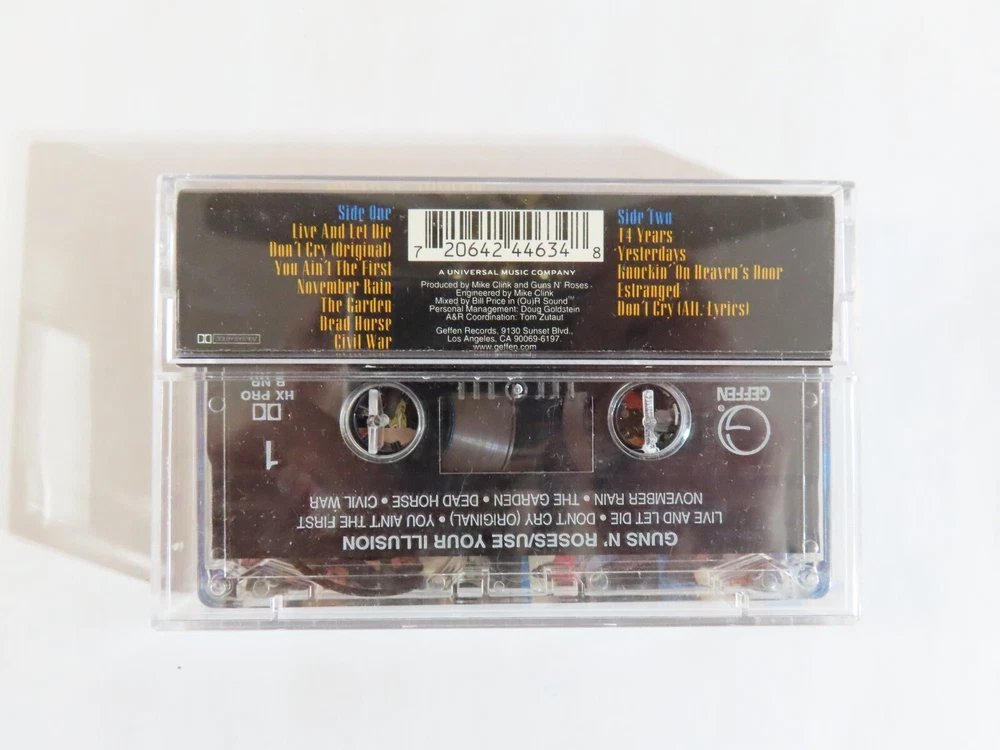 Side One
Live And Let Die
Don't Cry (Original)
You Ain't The First
November Rain
The Garden
Dead Horse
Civil War
7 20642 44634 8
A UNIVERSAL MUSIC COMPANY
Produced by Mike Clink and Guns N' Roses
Engineered by Mike Clink
Mixed by Bill Price in (Ou)R Sound™
Personal Management: Doug Goldstein
A&R Coordination: Tom Zutaut
Geffen Records, 9130 Sunset Blvd.,
Los Angeles, CA 90069-6197.
www.geffen.com
Side Two
14 Years
Yesterdays
Knockin' On Heaven's Door
Estranged
Don't Cry (Alt. Lyrics)
GUNS N' ROSES/USE YOUR ILLUSION
LIVE AND LET DIE • DON'T CRY (ORIGINAL) • YOU AIN'T THE FIRST
NOVEMBER RAIN • THE GARDEN • DEAD HORSE • CIVIL WAR
GEFFEN
1
HX PRO
B NR